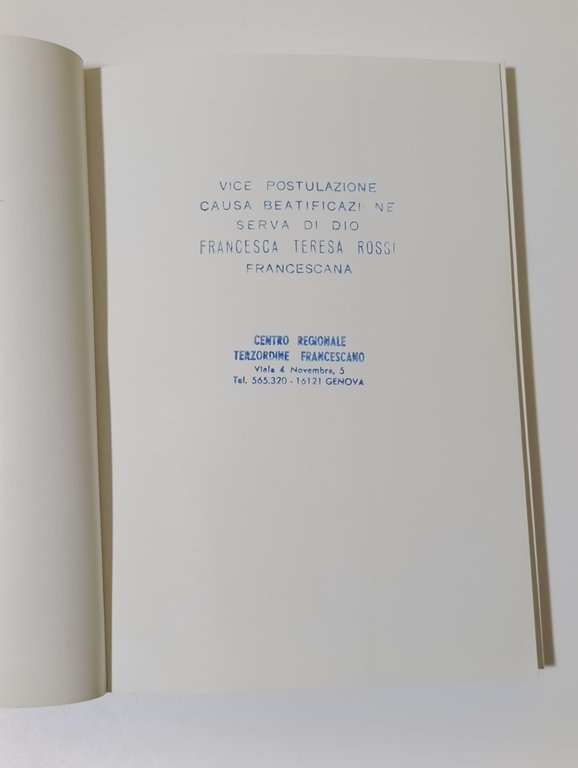 VICE POSTULAZIONE
CAUSA BEATIFICAZI NE
SERVA DI DIO
FRANCESCA TERESA ROSSI
FRANCESCANA
CENTRO REGIONALE
TERZORDINE FRANCESCANO
Viale 4 Novembre, 5
Tel. 565.320 - 16121 GENOVA